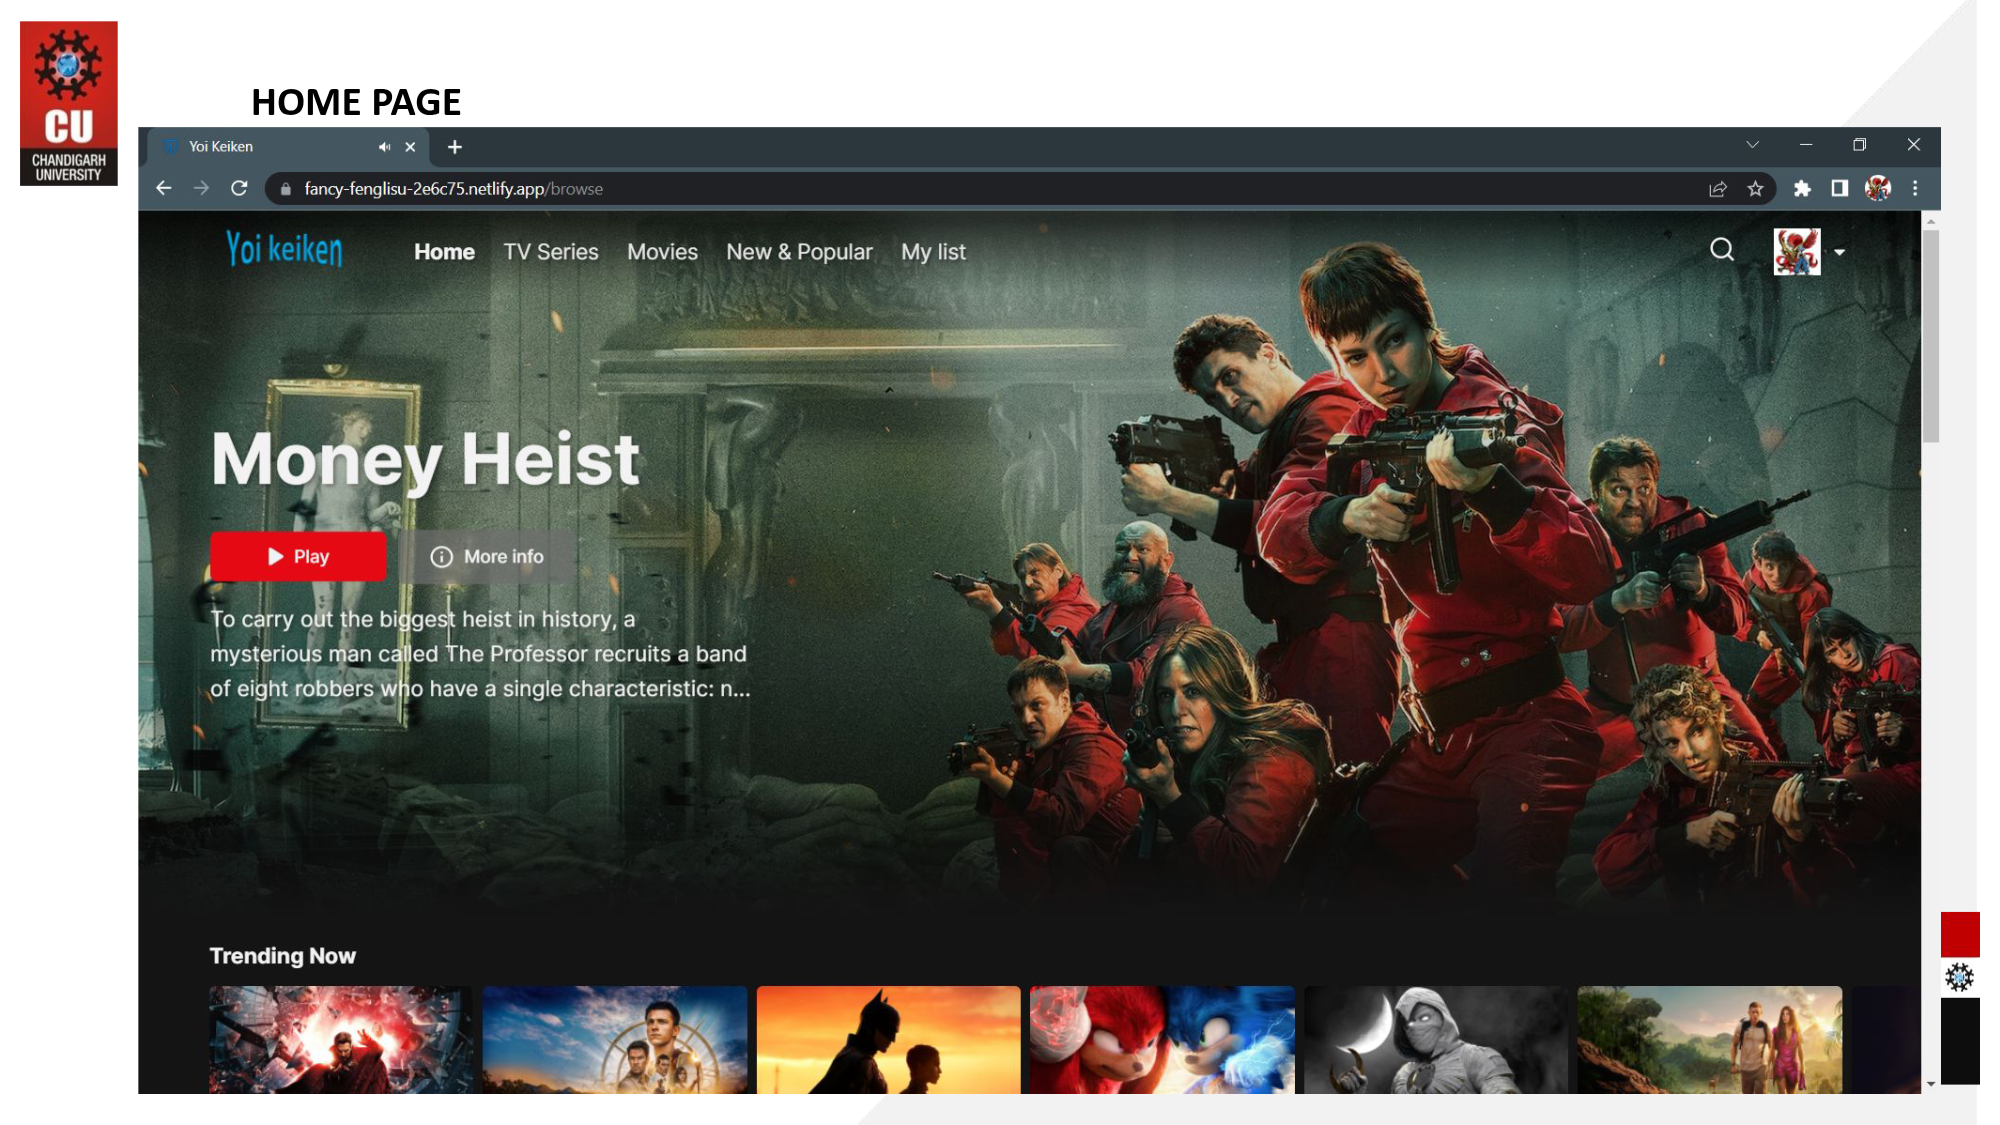 CU
CHANDIGARH
UNIVERSITY
HOME PAGE
Yoi Keiken
fancy-fenglisu-2e6c75.netlify.app/browse
Yoi keiken
Home
TV Series
Movies
New & Popular
My list
Money Heist
Play
More info
To carry out the biggest heist in history, a
mysterious man called The Professor recruits a band
of eight robbers who have a single characteristic: n...
Trending Now